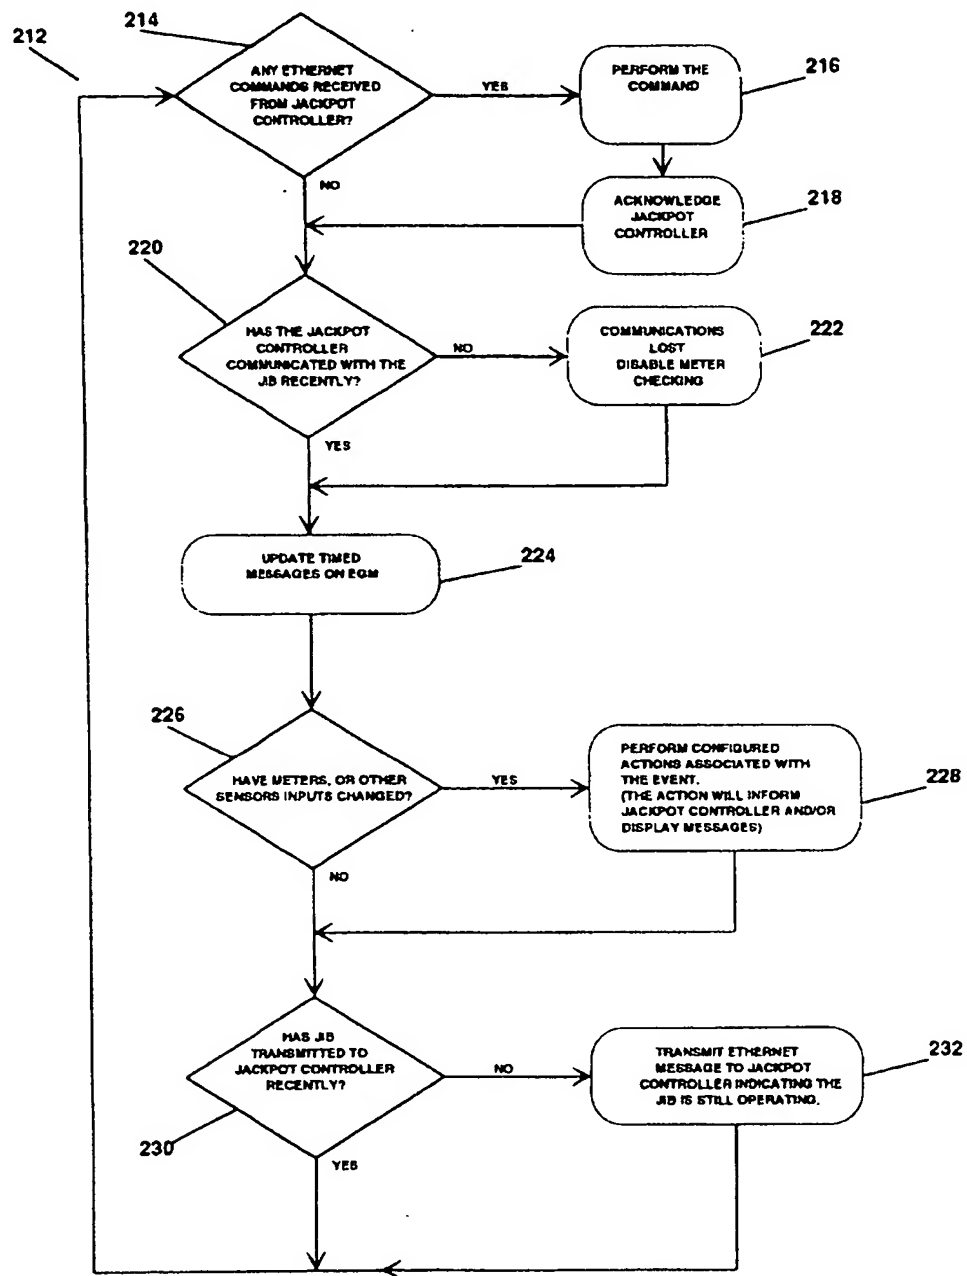 214
212
ANY ETHERNET
COMMANDS RECEIVED
FROM JACKPOT
CONTROLLER?
YES
PERFORM THE
COMMAND
216
NO
ACKNOWLEDGE
JACKPOT
CONTROLLER
218
220
HAS THE JACKPOT
CONTROLLER
COMMUNICATED WITH THE
JIB RECENTLY?
NO
COMMUNICATIONS
LOST
DISABLE METER
CHECKING
222
YES
UPDATE TIMED
MESSAGES ON EGM
224
226
HAVE METERS, OR OTHER
SENSORS INPUTS CHANGED?
YES
PERFORM CONFIGURED
ACTIONS ASSOCIATED WITH
THE EVENT.
(THE ACTION WILL INFORM
JACKPOT CONTROLLER AND/OR
DISPLAY MESSAGES)
228
NO
HAS JIB
TRANSMITTED TO
JACKPOT CONTROLLER
RECENTLY?
NO
TRANSMIT ETHERNET
MESSAGE TO JACKPOT
CONTROLLER INDICATING THE
JIB IS STILL OPERATING.
232
230
YES